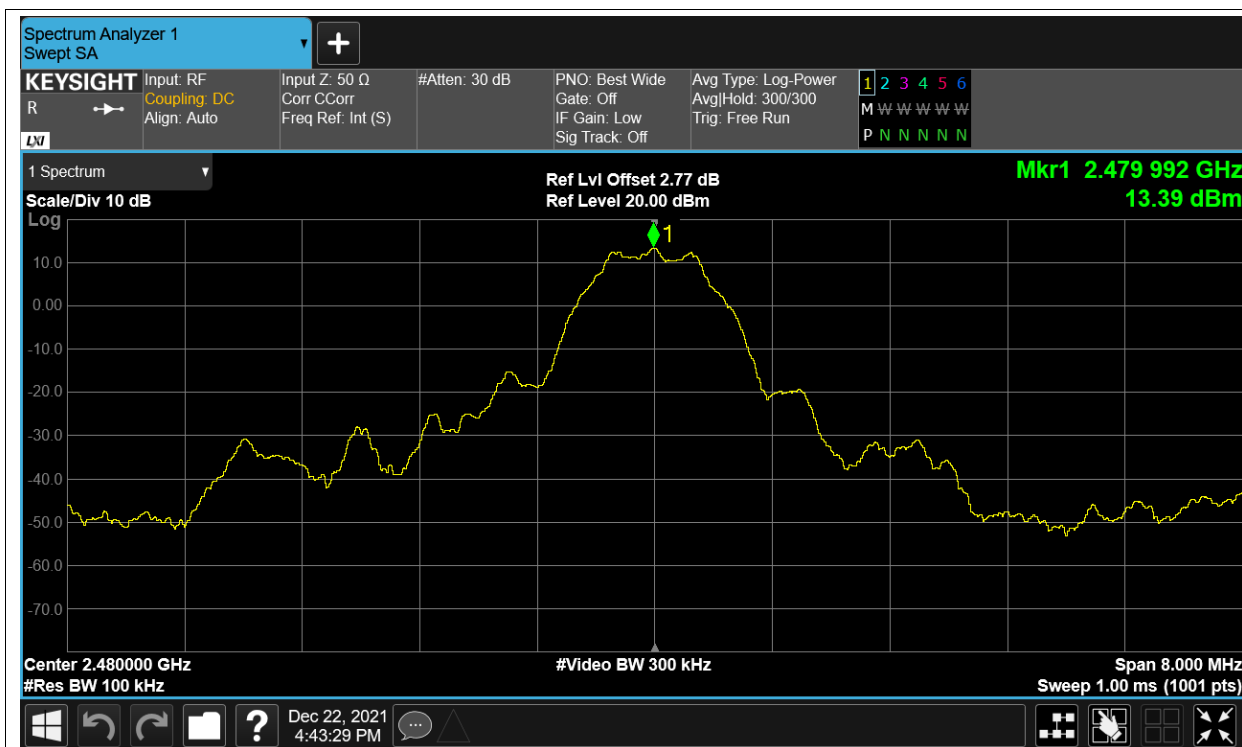 Spectrum Analyzer 1
Swept SA
+
KEYSIGHT
R
LXI
Input: RF
Coupling: DC
Align: Auto
Input Z: 50 Ω
Corr CCorr
Freq Ref: Int (S)
#Atten: 30 dB
PNO: Best Wide
Gate: Off
IF Gain: Low
Sig Track: Off
Avg Type: Log-Power
Avg|Hold: 300/300
Trig: Free Run
1 2 3 4 5 6
M W W W W W W
P N N N N N
1 Spectrum
Scale/Div 10 dB
Ref Lvl Offset 2.77 dB
Ref Level 20.00 dBm
Mkr1 2.479 992 GHz
13.39 dBm
Log
1
10.0
0.00
-10.0
-20.0
-30.0
-40.0
-50.0
-60.0
-70.0
Center 2.480000 GHz
#Res BW 100 kHz
#Video BW 300 kHz
Span 8.000 MHz
Sweep 1.00 ms (1001 pts)
?
Dec 22, 2021
4:43:29 PM